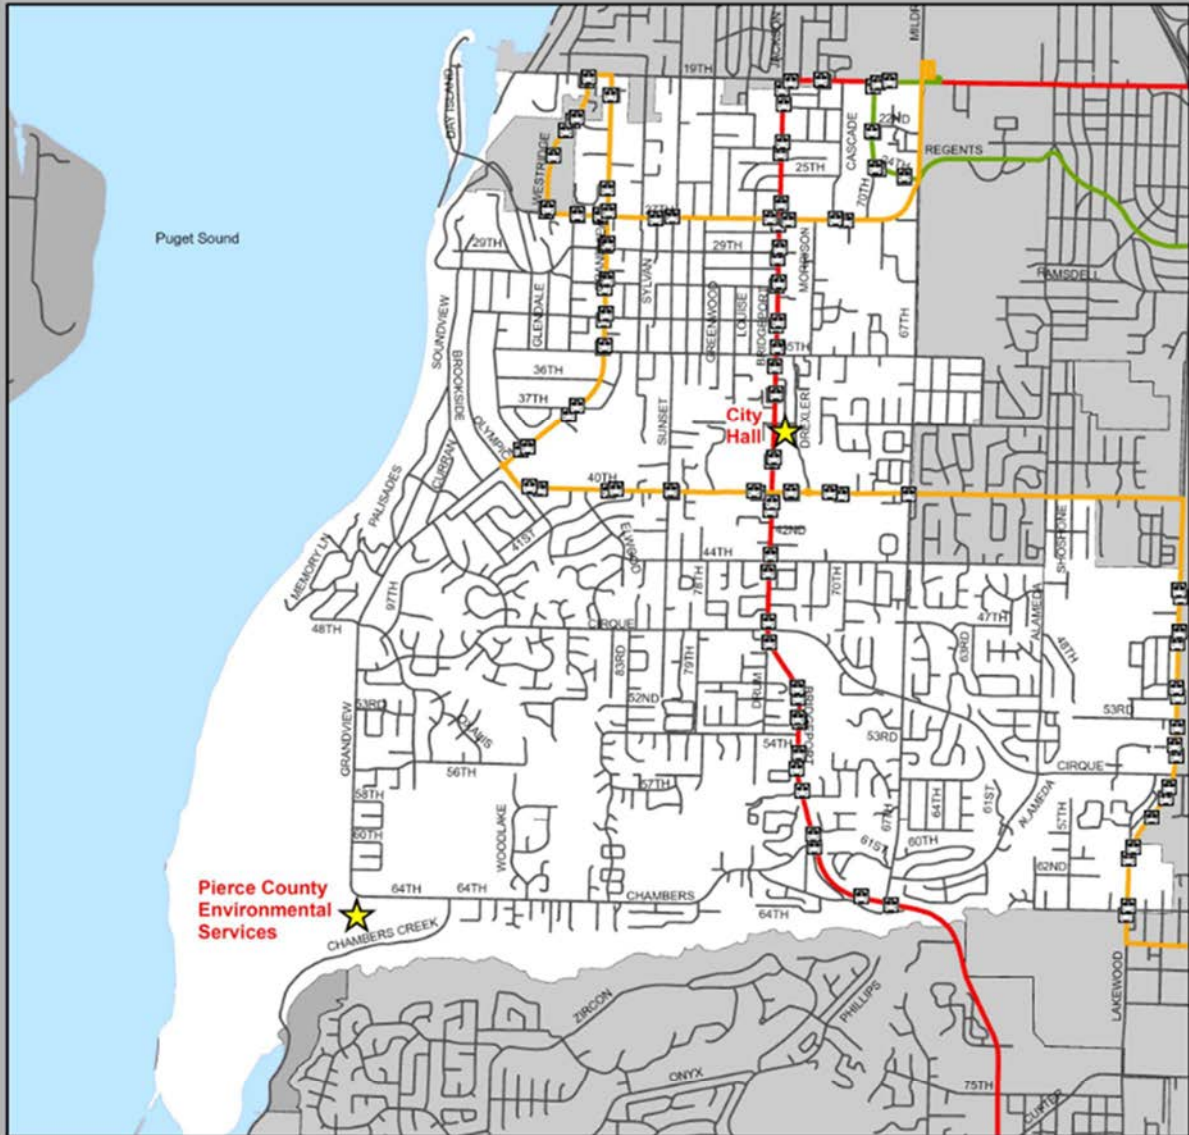 JACKSON
MILDR
19TH
DAY ISLAND
22ND
CASCADE
WESTRIDGE
24TH
REGENTS
25TH
70TH
27TH
Puget Sound
29TH
29TH
MORRISON
SYLVAN
RAMSDELL
GLENDALE
GREENWOOD
LOUISE
BRIDGEPORT
67TH
SOUNDVIEW
BROOKSIDE
36TH
37TH
SUNSET
City
Hall
DREXLER
OLYMPIC
CURRAN
PALISADES
40TH
41ST
ELWOOD
42ND
SHOSHONE
MEMORY LN
44TH
78TH
70TH
97TH
ALAMEDA
47TH
48TH
CIRQUE
83RD
79TH
63RD
48TH
DRUM
52ND
BRIDGEPORT
53RD
GRANDVIEW
53RD
53RD
54TH
56TH
57TH
CIRQUE
58TH
64TH
61ST
ALAMEDA
57TH
WOODLAKE
67TH
60TH
61ST
60TH
62ND
Pierce County
Environmental
Services
64TH
64TH
CHAMBERS
64TH
CHAMBERS CREEK
LAKEWOOD
ZIRCON
PHILLIPS
ONYX
75TH
CUSTER